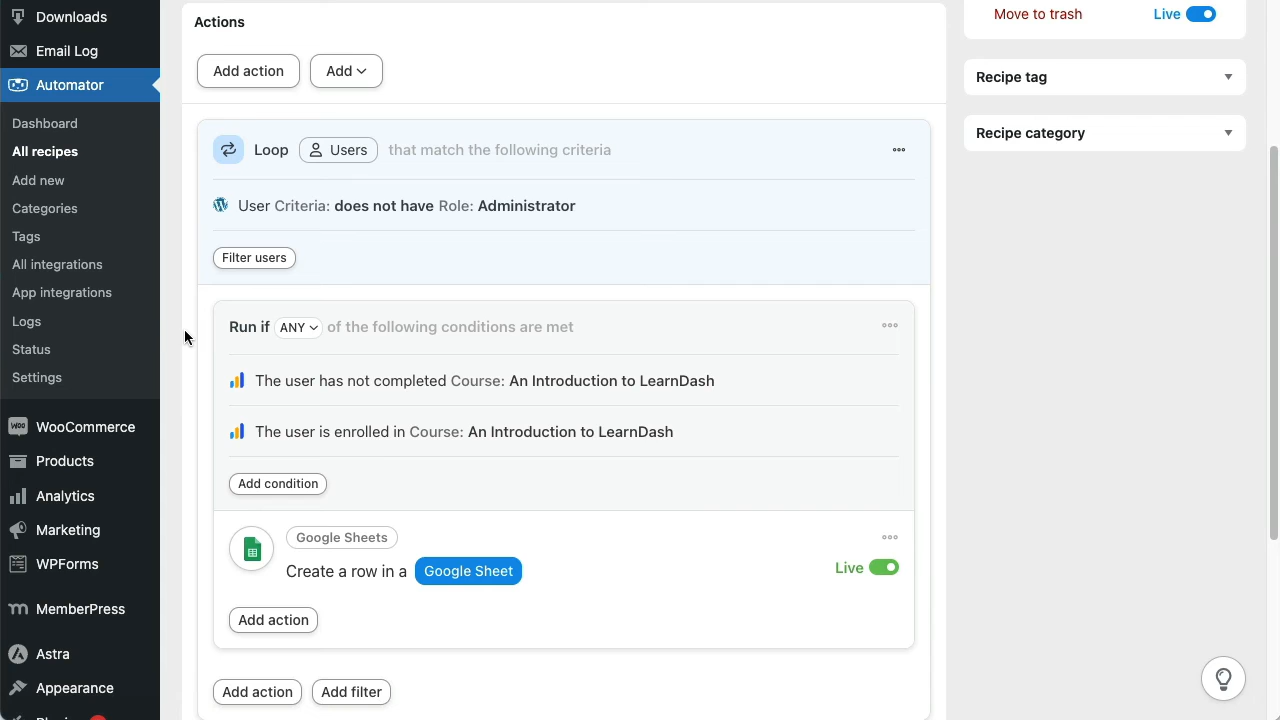 Downloads
Email Log
Automator
Dashboard
All recipes
Add new
Categories
Tags
All integrations
App integrations
Logs
Status
Settings
WOO WooCommerce
Products
Analytics
Marketing
WPForms
MemberPress
Astra
Appearance
Actions
Add action Add
Loop Users that match the following criteria
User Criteria: does not have Role: Administrator
Filter users
Run if ANY of the following conditions are met
The user has not completed Course: An Introduction to LearnDash
The user is enrolled in Course: An Introduction to LearnDash
Add condition
Google Sheets
Create a row in a Google Sheet
Live
Add action
Add action Add filter
Move to trash Live
Recipe tag
Recipe category